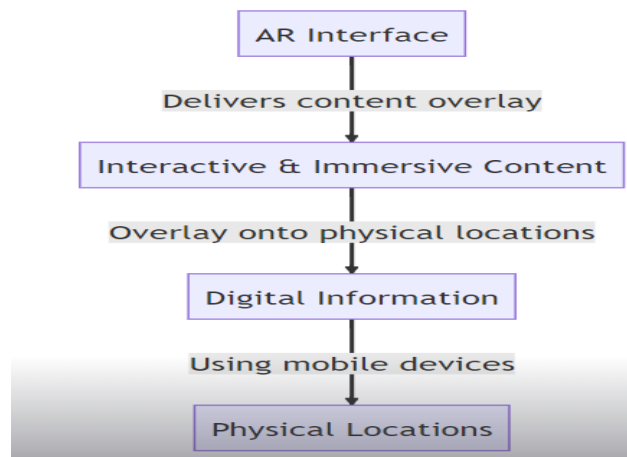 AR Interface
Delivers content overlay
Interactive & Immersive Content
Overlay onto physical locations
Digital Information
Using mobile devices
Physical Locations